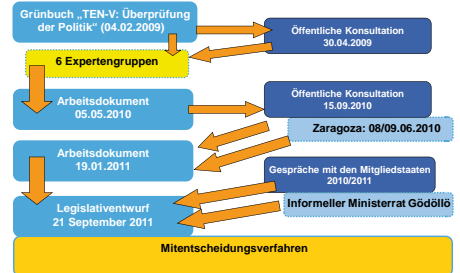 Grünbuch „TEN-V: Überprüfung
der Politik“ (04.02.2009)
Öffentliche Konsultation
30.04.2009
6 Expertengruppen
Arbeitsdokument
05.05.2010
Öffentliche Konsultation
15.09.2010
Zaragoza: 08/09.06.2010
Arbeitsdokument
19.01.2011
Gespräche mit den Mitgliedstaaten
2010/2011
Legislativentwurf
21 September 2011
Informeller Ministerrat Gödöllö
Mitentscheidungsverfahren